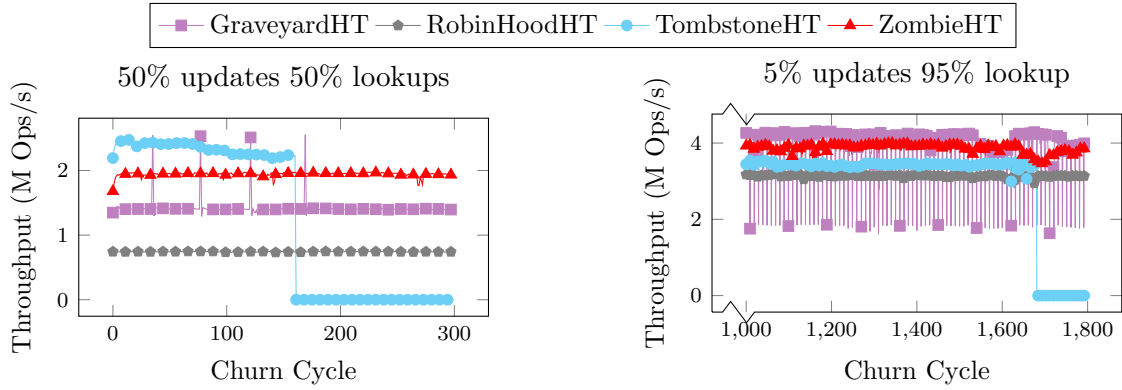 GraveyardHT RobinHoodHT TombstoneHT ZombieHT
50% updates 50% lookups
Throughput (M Ops/s)
2
1
0
0 100 200 300
Churn Cycle
5% updates 95% lookup
Throughput (M Ops/s)
4
2
0
1,000 1,200 1,400 1,600 1,800
Churn Cycle